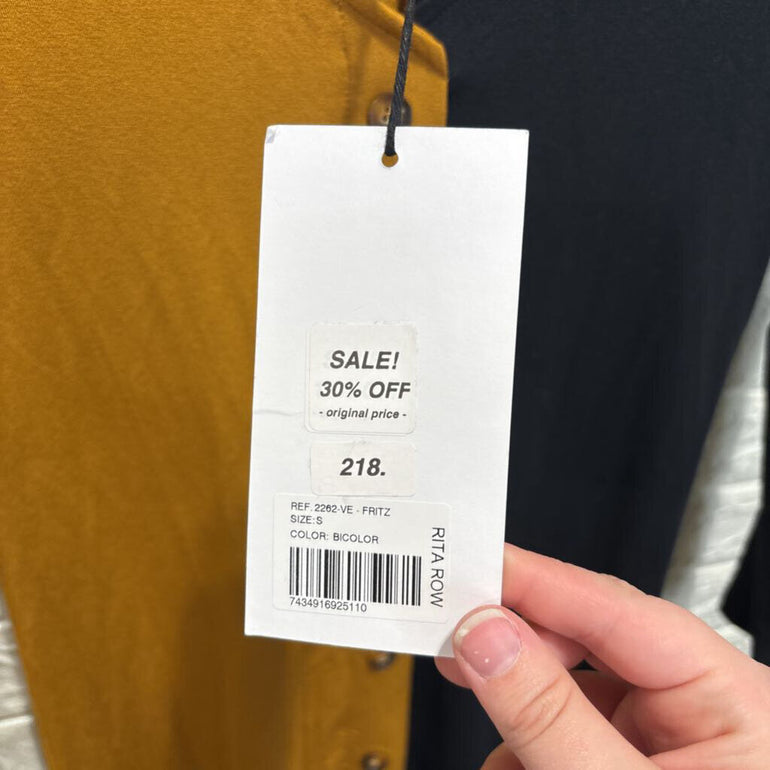 SALE!
30% OFF
- original price -
218.
REF. 2262-VE - FRITZ
SIZE: S
COLOR: BICOLOR
7434916925110
RITA ROW